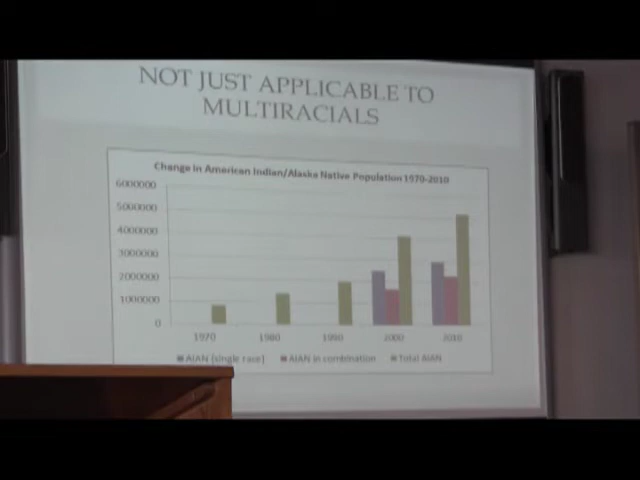 NOT JUST APPLICABLE TO
MULTIRACIALS
Change in American Indian/Alaska Native Population 1970-2010
6000000
5000000
4000000
3000000
2000000
1000000
0
1970 1980 1990 2000 2010
AIAN (single race) AIAN in combination Total AIAN